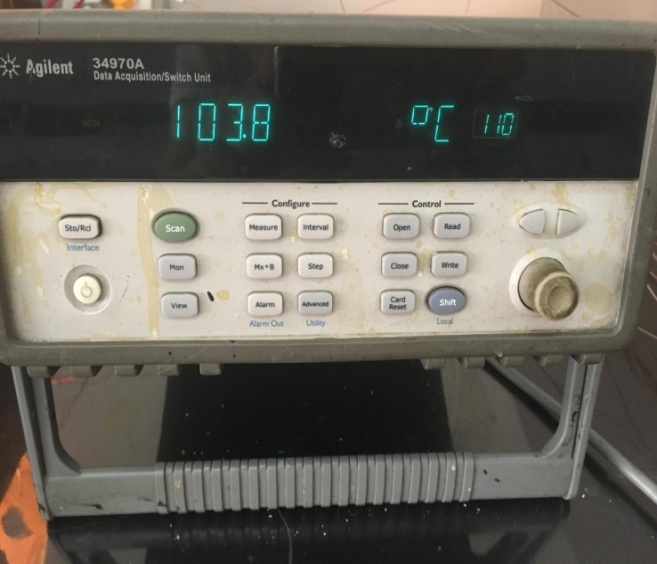 Agilent 34970A
Data Acquisition/Switch Unit
103.8 °C 110
Configure Control
Sto/Rcl Scan Measure Interval Open Read
Interface
Mon Mx+B Step Close Write
View Alarm Advanced Card Reset Shift
Alarm Out Utility Local